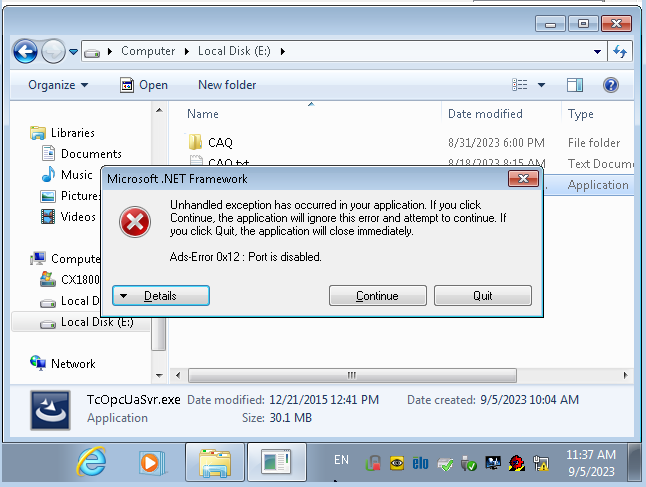 Computer
Local Disk (E:)
Organize
Open
New folder
Name
Date modified
Type
Libraries
Documents
Music
Pictures
Videos
Computer
CX1800
Local D
Local Disk (E:)
Network
CAQ
8/31/2023 6:00 PM
File folder
CAQ.txt
8/18/2023 8:15 AM
Text Docume
Application
Microsoft .NET Framework
Unhandled exception has occurred in your application. If you click
Continue, the application will ignore this error and attempt to continue. If
you click Quit, the application will close immediately.
Ads-Error 0x12 : Port is disabled.
Details
Continue
Quit
TcOpcUaSvr.exe
Date modified: 12/21/2015 12:41 PM
Date created: 9/5/2023 10:04 AM
Application
Size: 30.1 MB
EN
elo
11:37 AM
9/5/2023